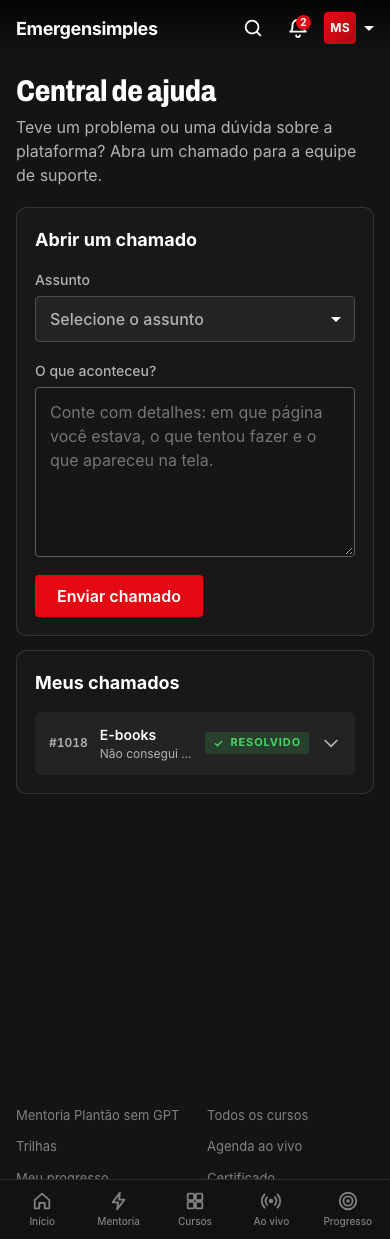 Emergensimples
2
MS
Central de ajuda
Teve um problema ou uma dúvida sobre a
plataforma? Abra um chamado para a equipe
de suporte.
Abrir um chamado
Assunto
Selecione o assunto
O que aconteceu?
Conte com detalhes: em que página
você estava, o que tentou fazer e o
que apareceu na tela.
Enviar chamado
Meus chamados
#1018
E-books
Não consegui ...
RESOLVIDO
Mentoria Plantão sem GPT
Todos os cursos
Trilhas
Agenda ao vivo
Meu progresso
Certificado
Início
Mentoria
Cursos
Ao vivo
Progresso